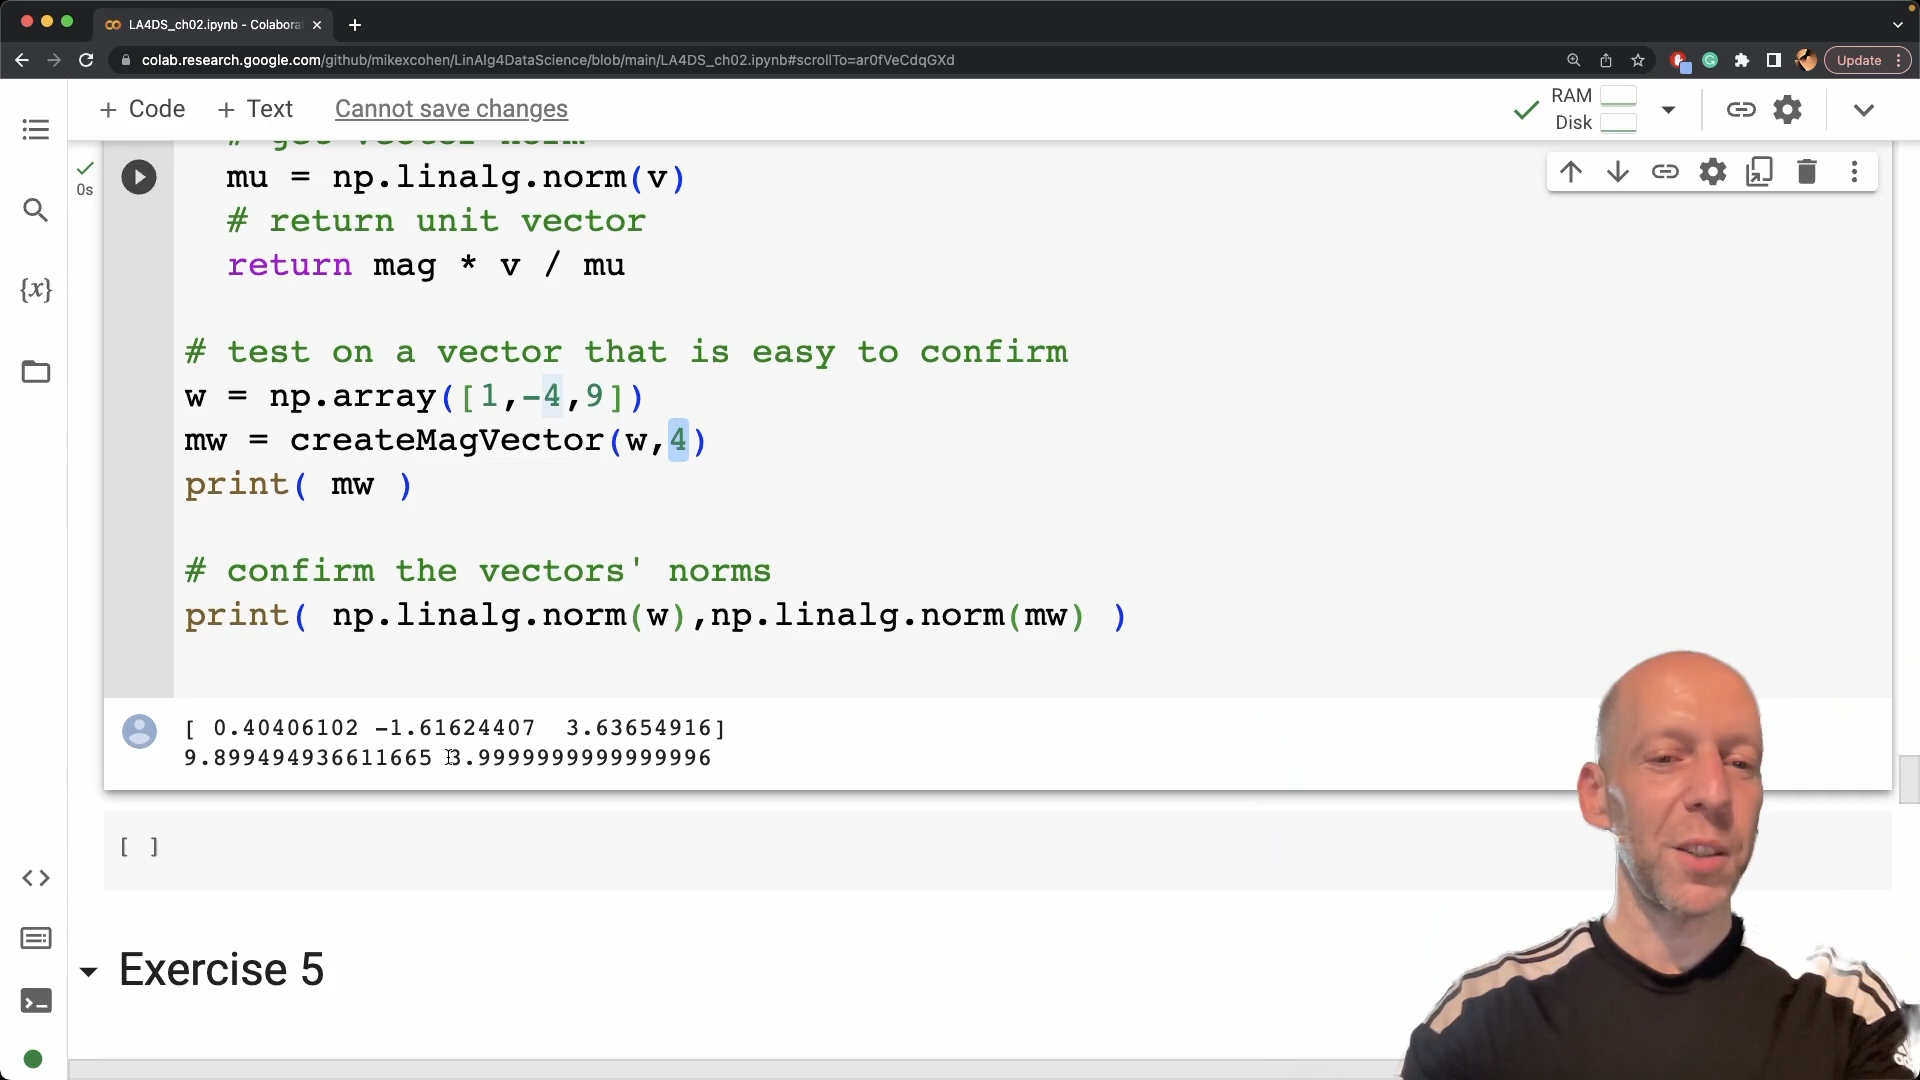 LA4DS_ch02.ipynb - Colabora
colab.research.google.com/github/mikexcohen/LinAlg4DataScience/blob/main/LA4DS_ch02.ipynb#scrollTo=ar0fVeCdqGXd
Update
+ Code + Text Cannot save changes
RAM
Disk
# get vector norm
0s
mu = np.linalg.norm(v)
# return unit vector
return mag * v / mu
{x}
# test on a vector that is easy to confirm
w = np.array([1,-4,9])
mw = createMagVector(w,4)
print( mw )
# confirm the vectors' norms
print( np.linalg.norm(w),np.linalg.norm(mw) )
[ 0.40406102 -1.61624407  3.63654916]
9.899494936611665 3.9999999999999996
[ ]
Exercise 5